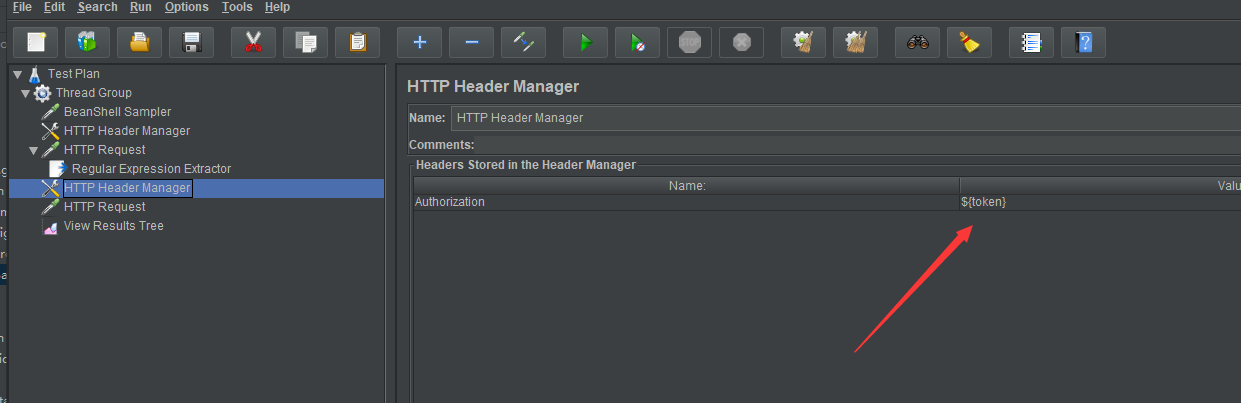 File Edit Search Run Options Tools Help
Test Plan
Thread Group
BeanShell Sampler
HTTP Header Manager
HTTP Request
Regular Expression Extractor
HTTP Header Manager
HTTP Request
View Results Tree
HTTP Header Manager
Name: HTTP Header Manager
Comments:
Headers Stored in the Header Manager
Name: Valu
Authorization ${token}